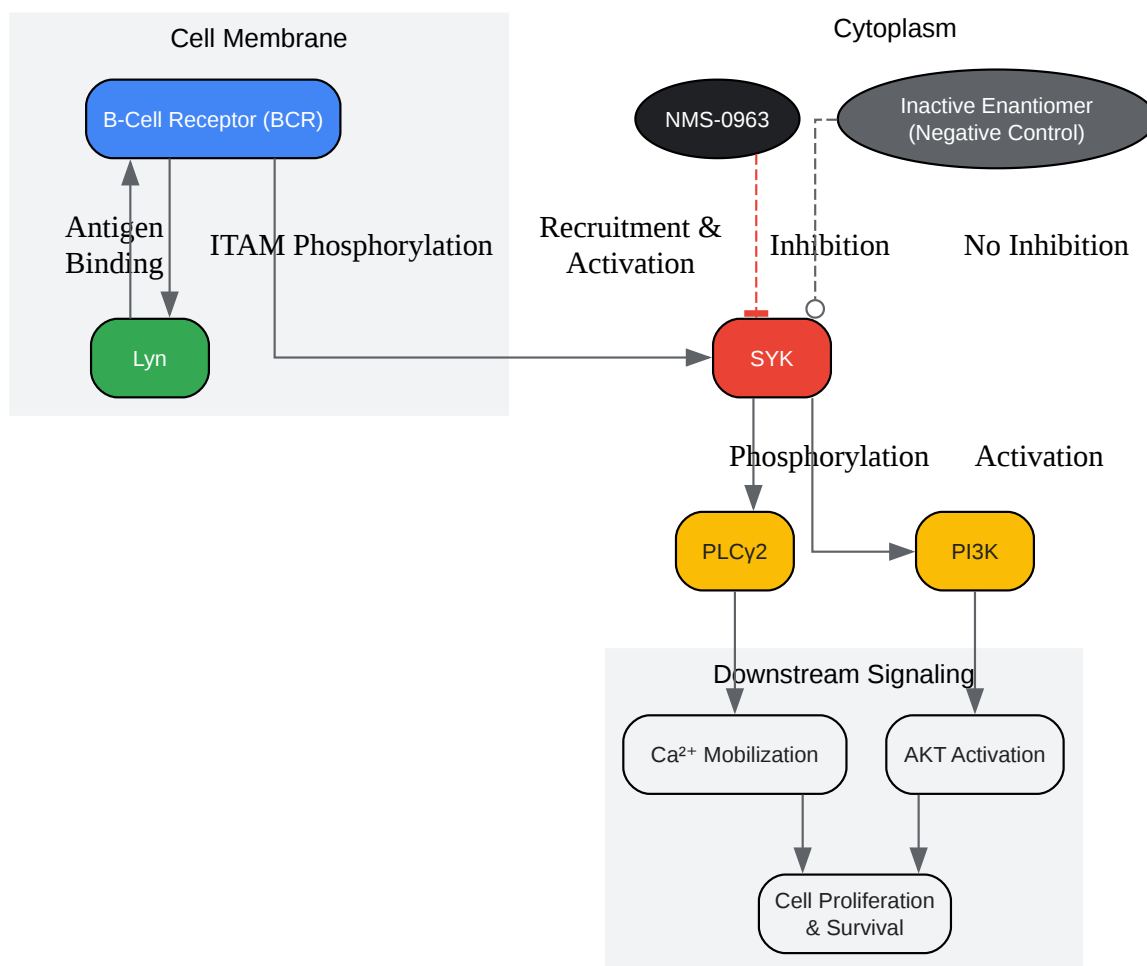 Cell Membrane
Cytoplasm
B-Cell Receptor (BCR)
NMS-0963
Inactive Enantiomer
(Negative Control)
Antigen
Binding
ITAM Phosphorylation
Recruitment &
Activation
Inhibition
No Inhibition
Lyn
SYK
Phosphorylation
Activation
PLCγ2
PI3K
Downstream Signaling
Ca²⁺ Mobilization
AKT Activation
Cell Proliferation
& Survival